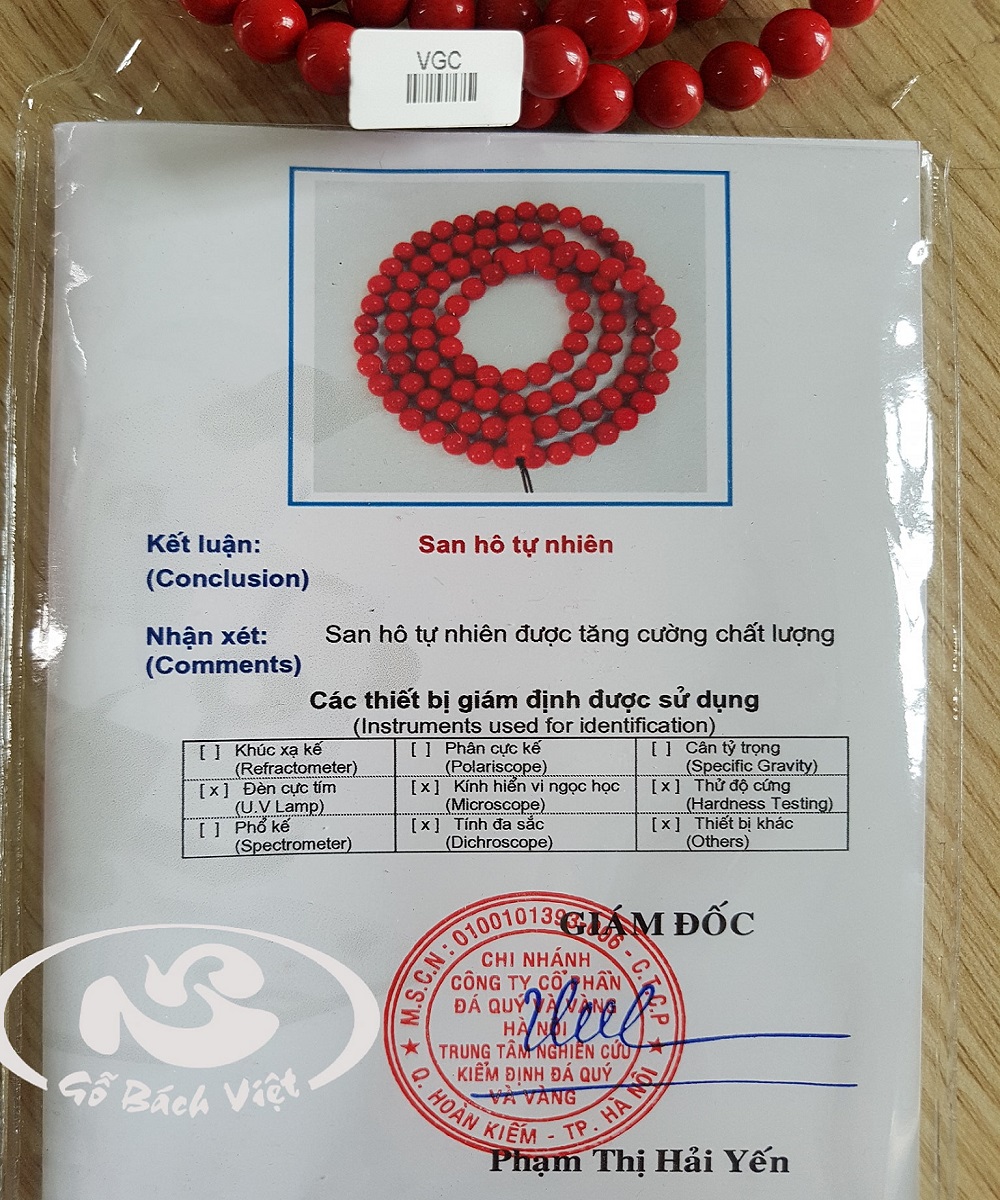 VGC
Kết luận: San hô tự nhiên
(Conclusion)
Nhận xét: San hô tự nhiên được tăng cường chất lượng
(Comments)
Các thiết bị giám định được sử dụng
(Instruments used for identification)
[ ] Khúc xạ kế [ ] Phân cực kế [ ] Cân tỷ trọng
(Refractometer) (Polariscope) (Specific Gravity)
[ x ] Đèn cực tím [ x ] Kính hiển vi ngọc học [ x ] Thử độ cứng
(U.V Lamp) (Microscope) (Hardness Testing)
[ ] Phổ kế [ x ] Tính đa sắc [ x ] Thiết bị khác
(Spectrometer) (Dichroscope) (Others)
GIÁM ĐỐC
M.S.C.N: 0100101393-006 - C.T.C.P
CHI NHÁNH
CÔNG TY CỔ PHẦN
ĐÁ QUÝ VÀ VÀNG
HÀ NỘI
TRUNG TÂM NGHIÊN CỨU
KIỂM ĐỊNH ĐÁ QUÝ
VÀ VÀNG
Q. HOÀN KIẾM - TP. HÀ NỘI
Phạm Thị Hải Yến
Gỗ Bách Việt